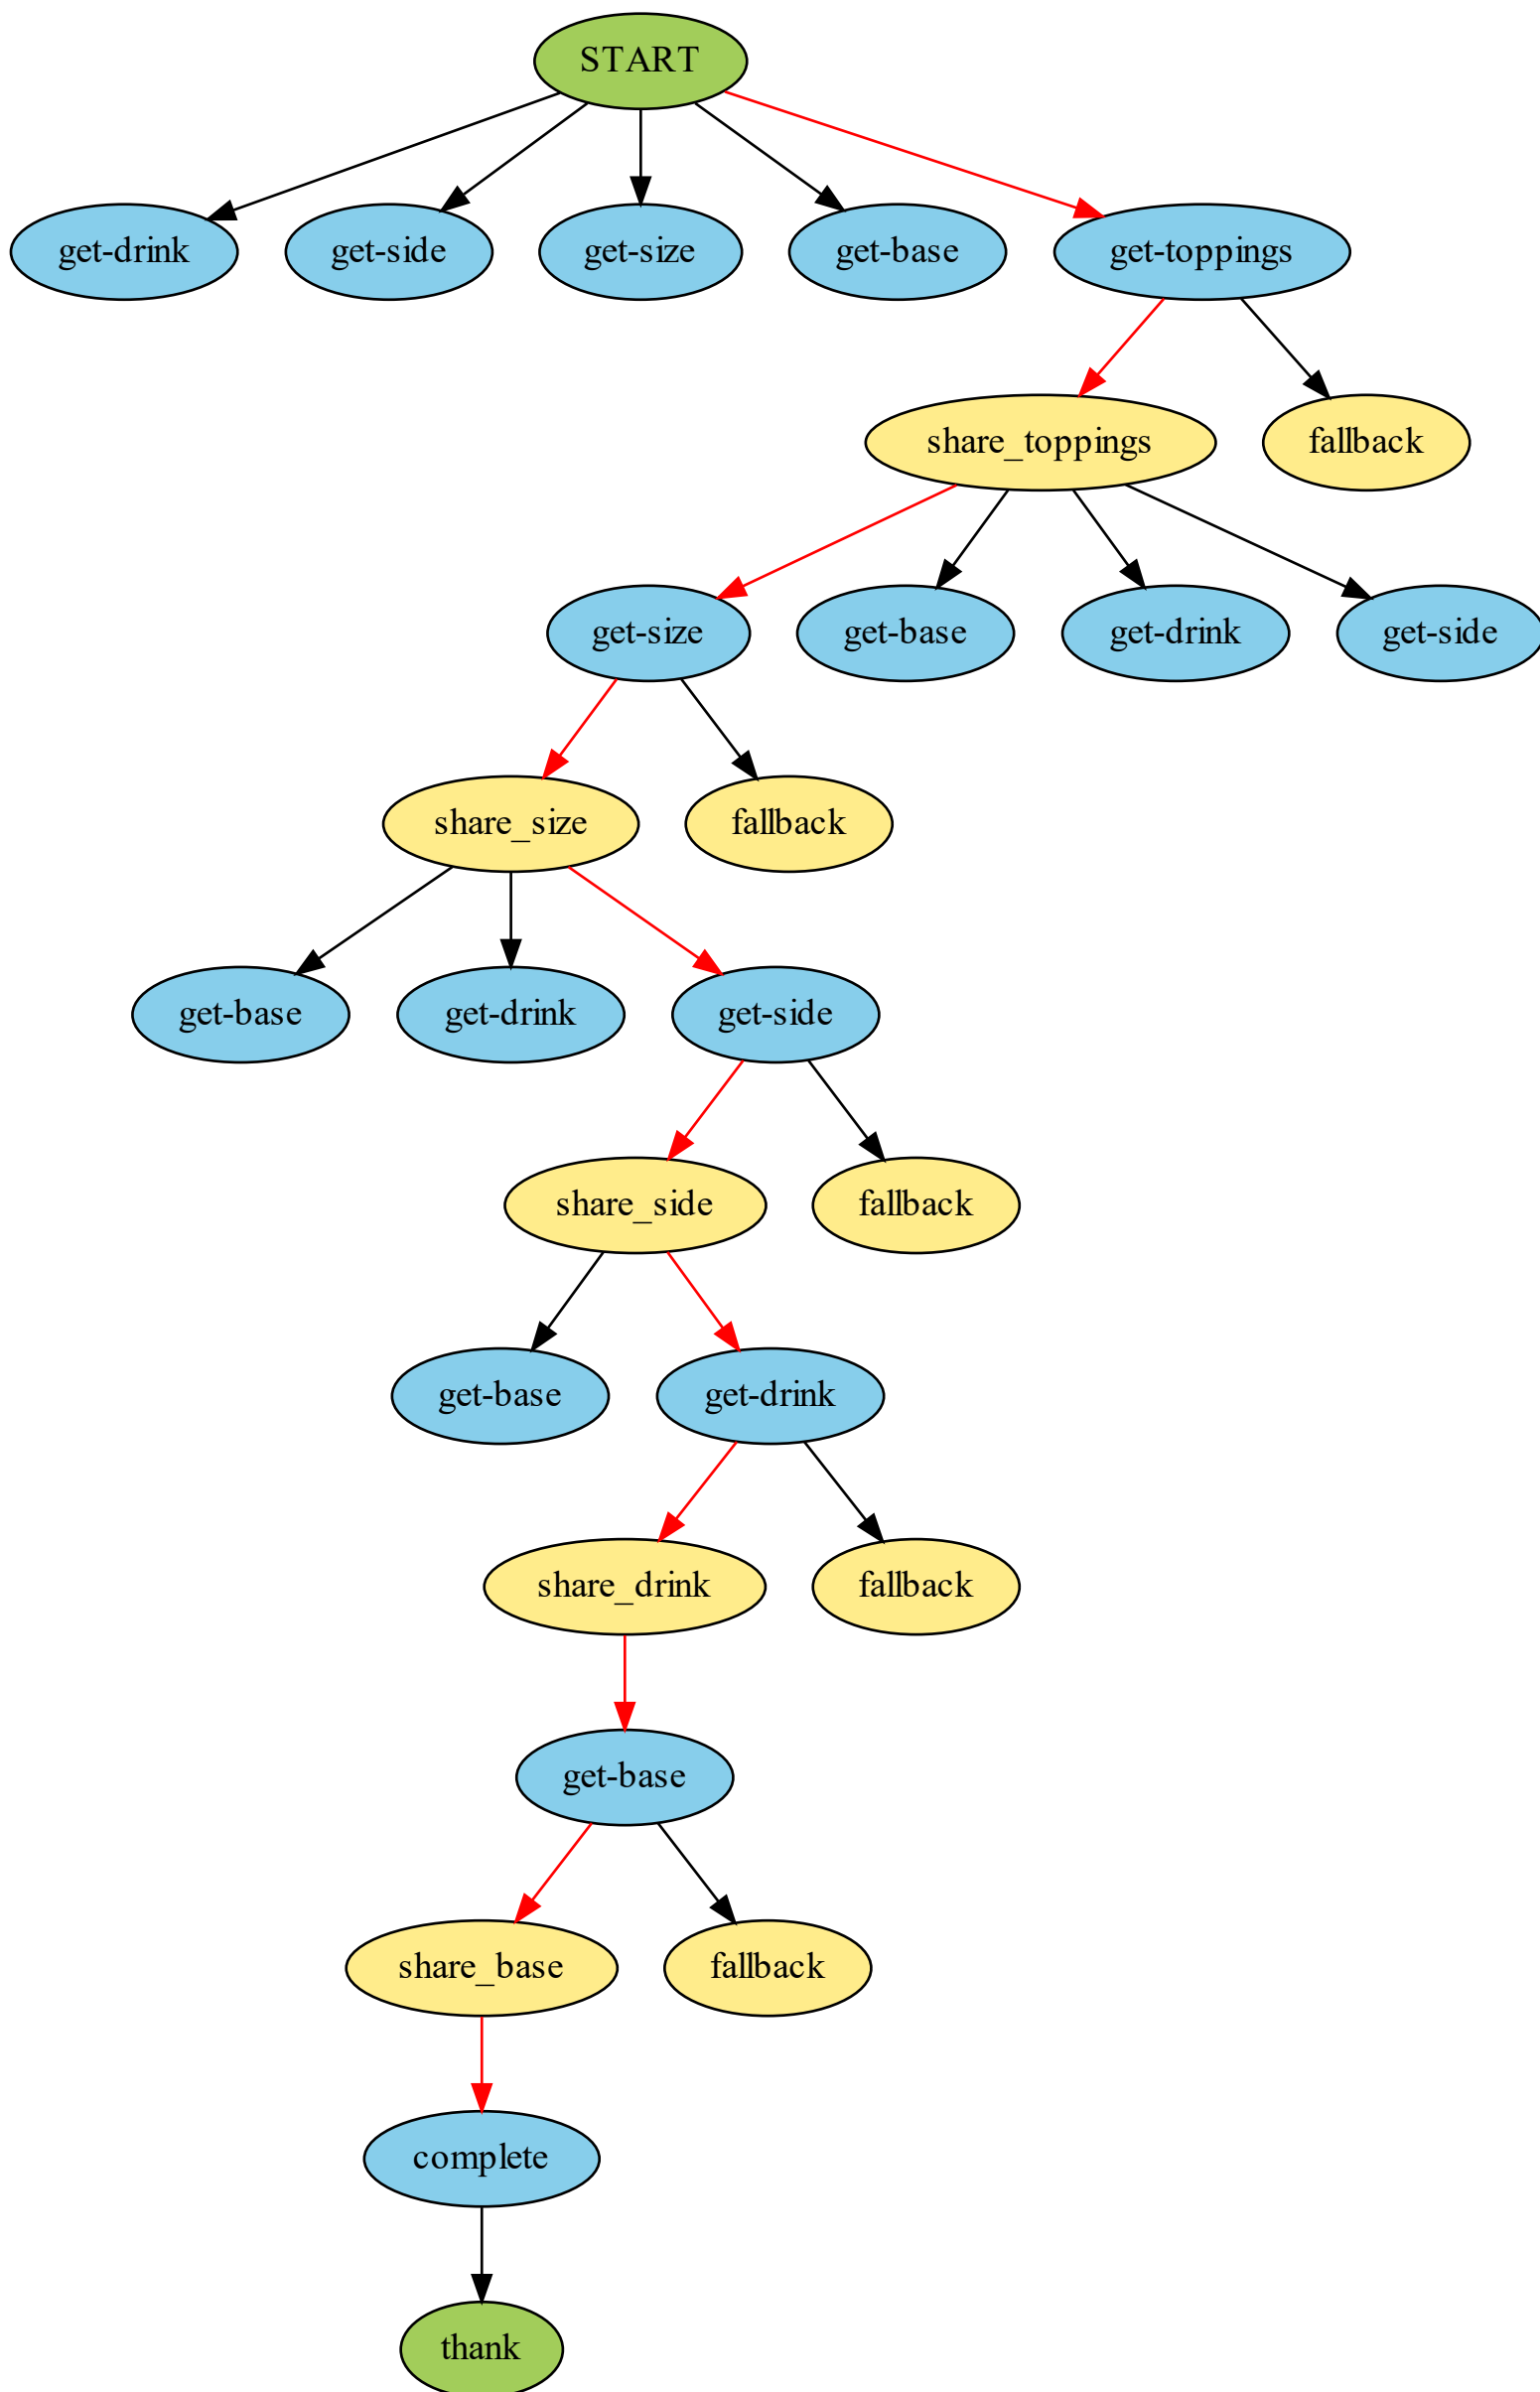 START
get-drink
get-side
get-size
get-base
get-toppings
share_toppings
fallback
get-size
get-base
get-drink
get-side
share_size
fallback
get-base
get-drink
get-side
share_side
fallback
get-base
get-drink
share_drink
fallback
get-base
share_base
fallback
complete
thank